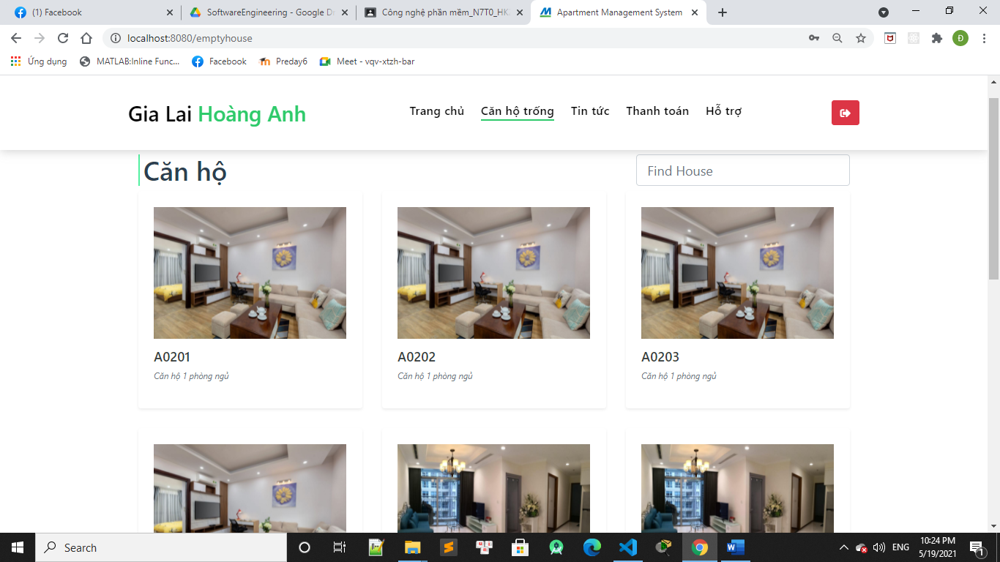 (1) Facebook
SoftwareEngineering - Google Dr
Công nghệ phần mềm_N7T0_HK
Apartment Management System
localhost:8080/emptyhouse
Đ
Ứng dụng
MATLAB:Inline Func...
Facebook
Preday6
Meet - vqv-xtzh-bar
Gia Lai Hoàng Anh
Trang chủ
Căn hộ trống
Tin tức
Thanh toán
Hỗ trợ
Căn hộ
Find House
A0201
Căn hộ 1 phòng ngủ
A0202
Căn hộ 1 phòng ngủ
A0203
Căn hộ 1 phòng ngủ
Search
ENG
10:24 PM
5/19/2021
1